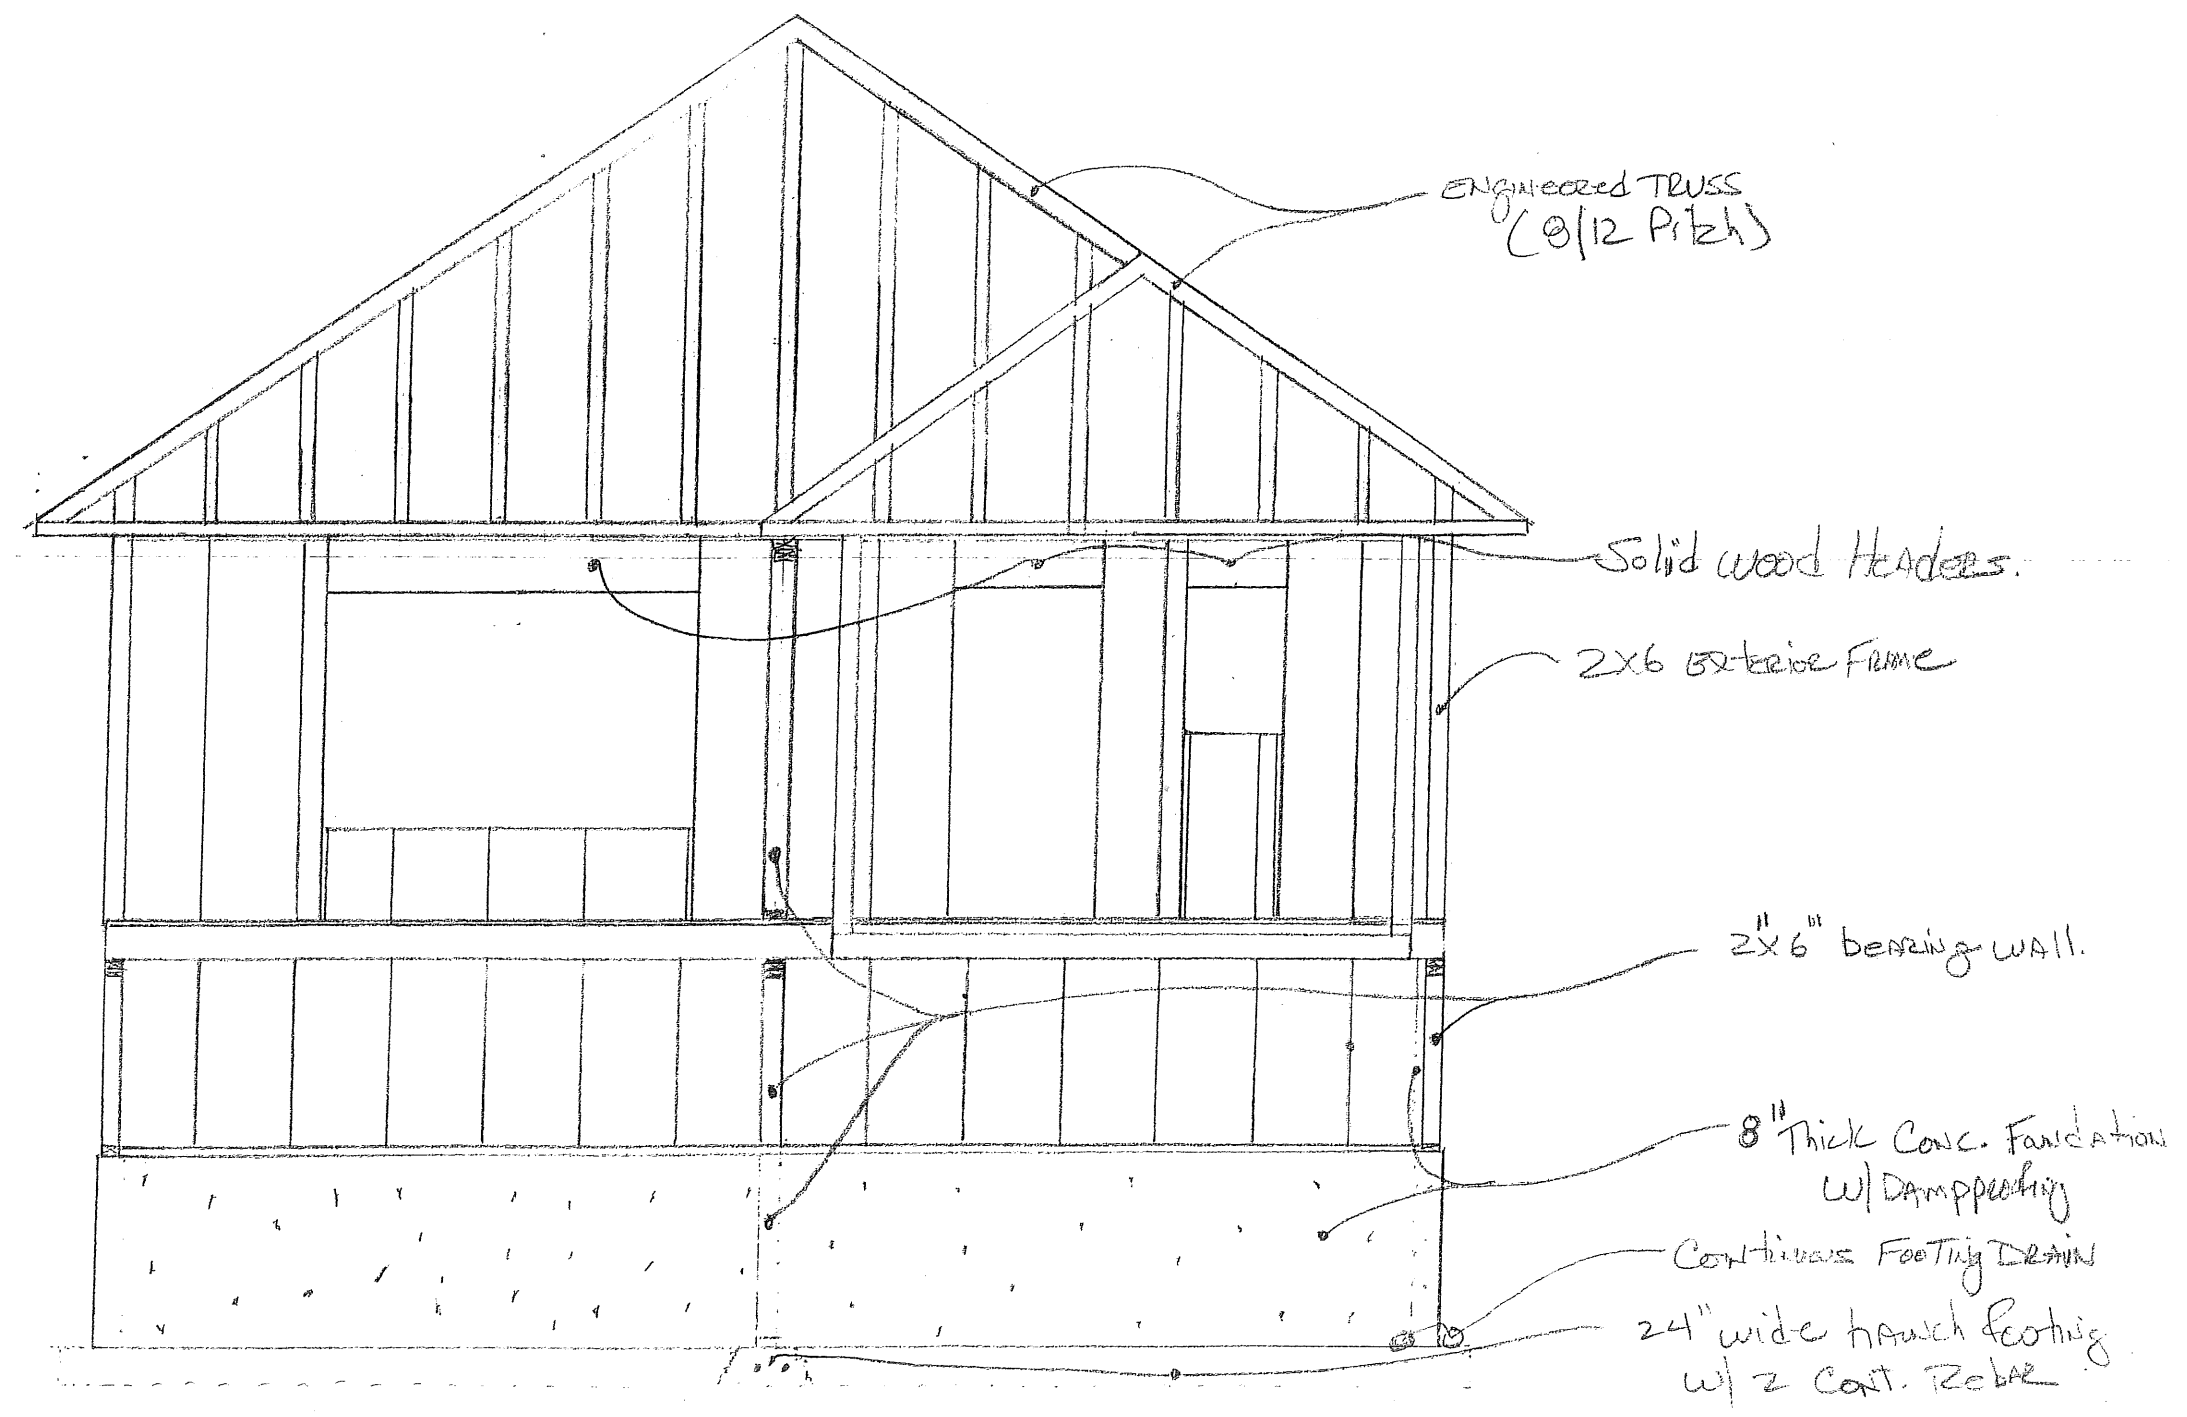 ENGINEERED TRUSS
(8/12 Pitch)
Solid Wood Headers.
2x6 Exterior Frame
2"x6" bearing wall.
8" Thick Conc. Foundation
W/ Dampproofing
Continuous Footing Drain
24" wide haunch footing
w/ 2 Cont. Rebar